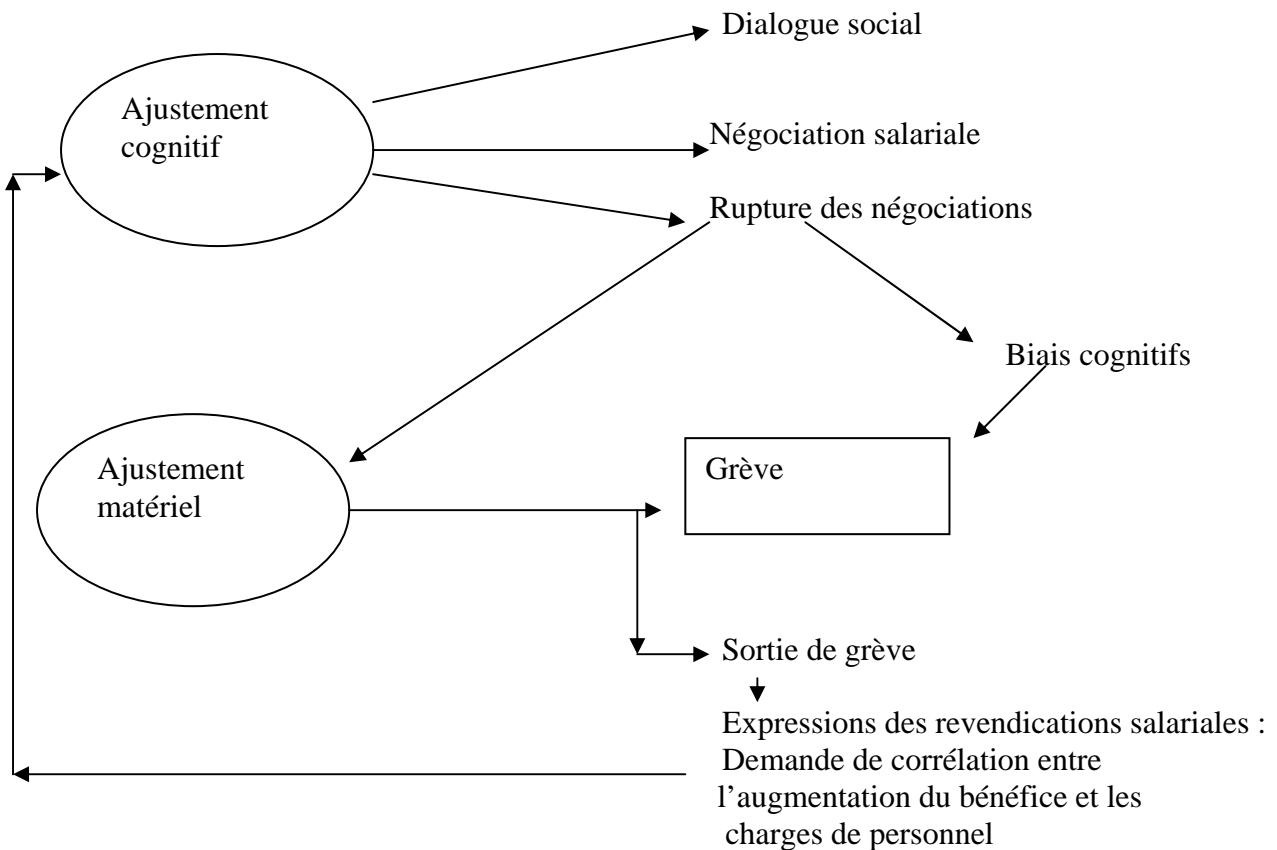 Dialogue social
Ajustement
cognitif
Négociation salariale
Rupture des négociations
Biais cognitifs
Ajustement
matériel
Grève
Sortie de grève
Expressions des revendications salariales :
Demande de corrélation entre
l’augmentation du bénéfice et les
charges de personnel